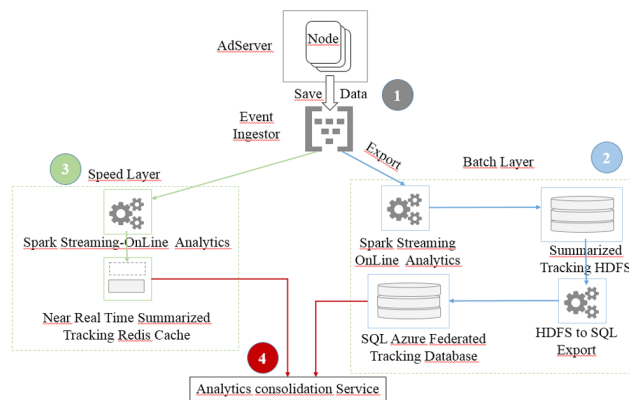 AdServer
Node
Save Data
1
Event
Ingestor
Export
3
Speed Layer
Batch Layer
2
Spark Streaming-OnLine Analytics
Near Real Time Summarized
Tracking Redis Cache
Spark Streaming
OnLine Analytics
Summarized
Tracking HDFS
SQL Azure Federated
Tracking Database
HDFS to SQL
Export
4
Analytics consolidation Service